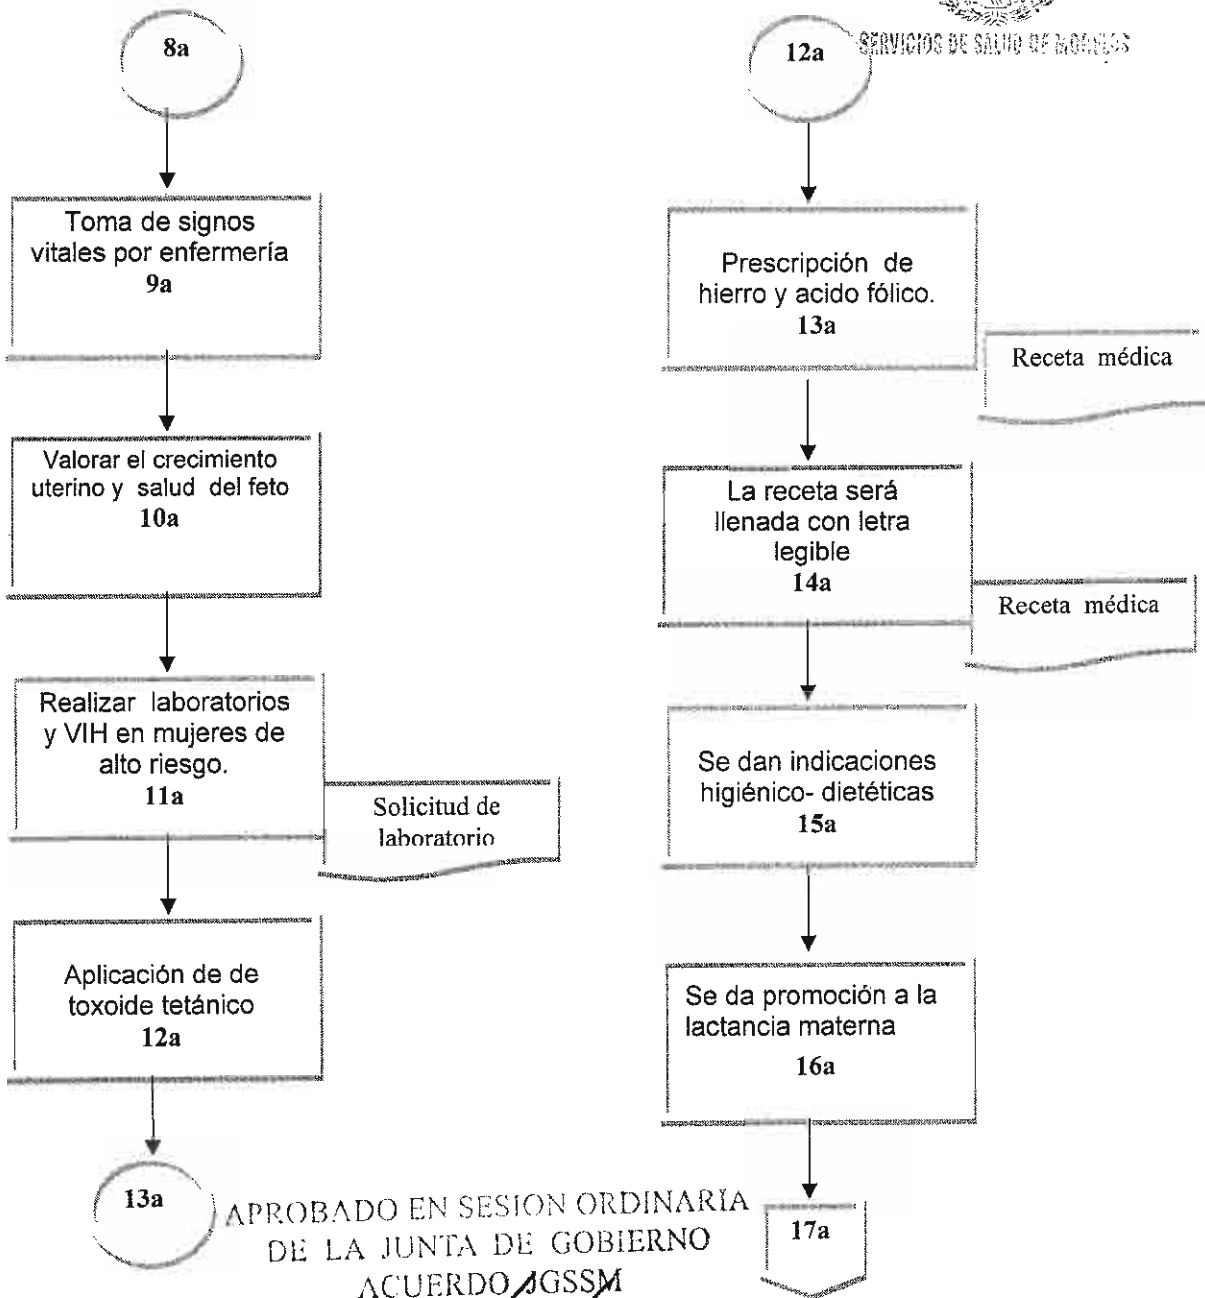 8a
Toma de signos
vitales por enfermería
9a
Valorar el crecimiento
uterino y salud del feto
10a
Realizar laboratorios
y VIH en mujeres de
alto riesgo.
11a
Solicitud de
laboratorio
Aplicación de de
toxoide tetánico
12a
13a
SERVICIOS DE SALUD DE MORELOS
12a
Prescripción de
hierro y acido fólico.
13a
Receta médica
La receta será
llenada con letra
legible
14a
Receta médica
Se dan indicaciones
higiénico- dietéticas
15a
Se da promoción a la
lactancia materna
16a
17a
APROBADO EN SESION ORDINARIA
DE LA JUNTA DE GOBIERNO
ACUERDO JGSSM